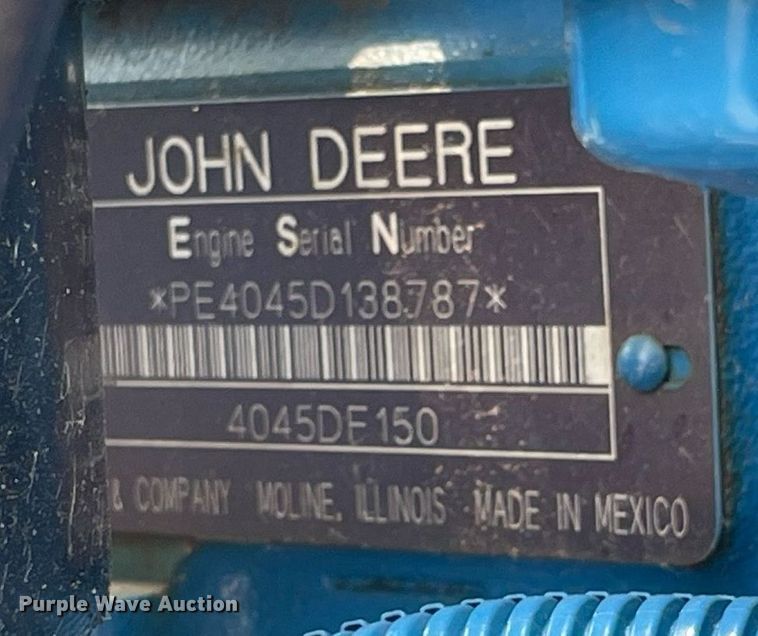 JOHN DEERE
Engine Serial Number
*PE4045D138787*
4045DF150
& COMPANY MOLINE, ILLINOIS MADE IN MEXICO
Purple Wave Auction